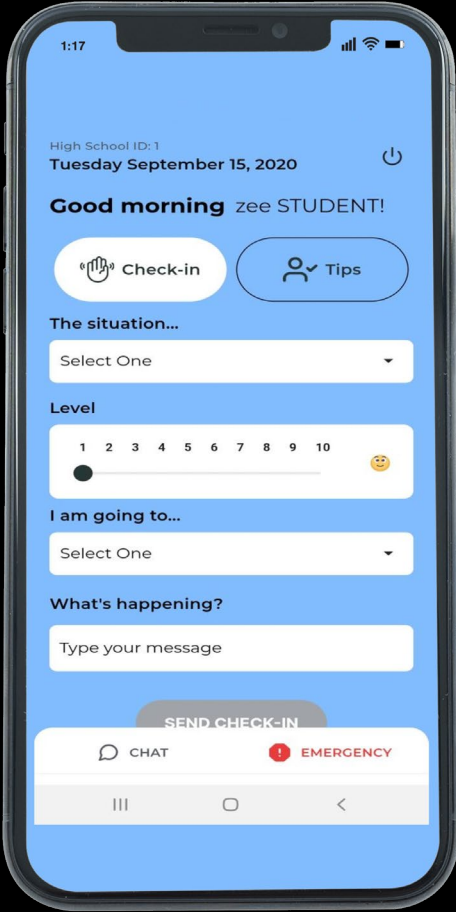 1:17
High School ID: 1
Tuesday September 15, 2020
Good morning zee STUDENT!
Check-in
Tips
The situation...
Select One
Level
1 2 3 4 5 6 7 8 9 10
I am going to...
Select One
What's happening?
Type your message
SEND CHECK-IN
CHAT
EMERGENCY